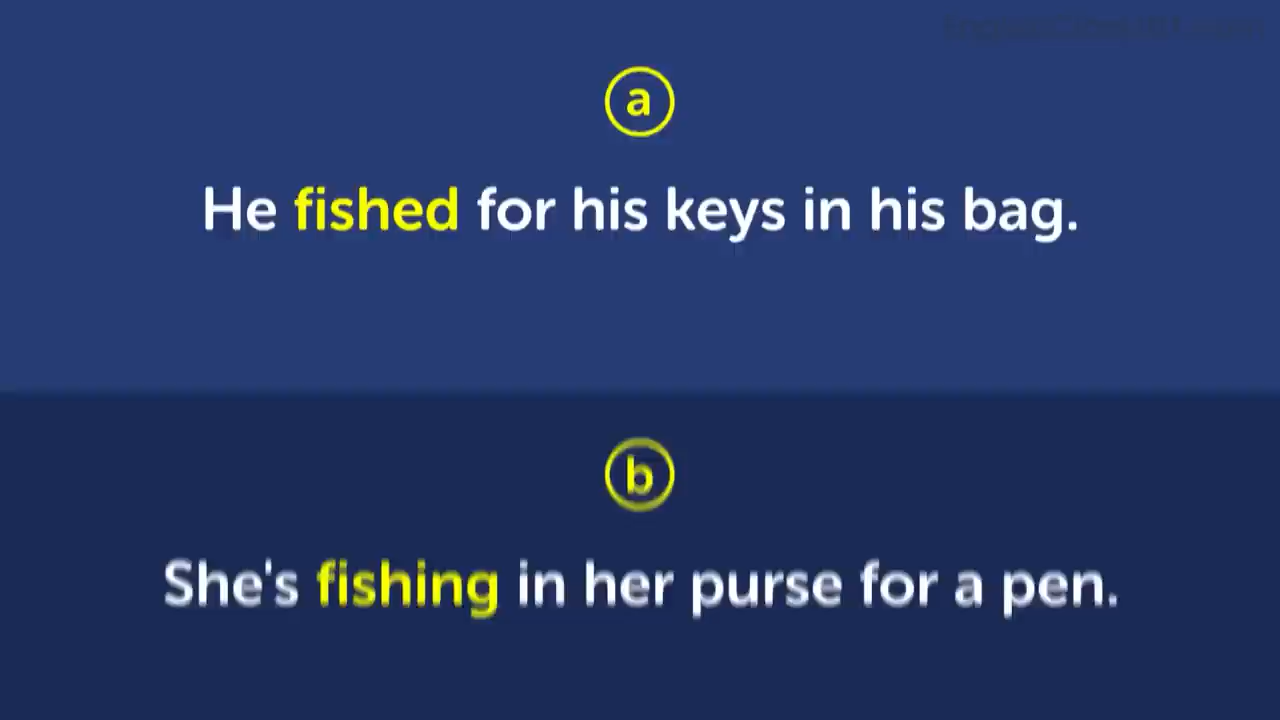 a
He fished for his keys in his bag.
b
She's fishing in her purse for a pen.